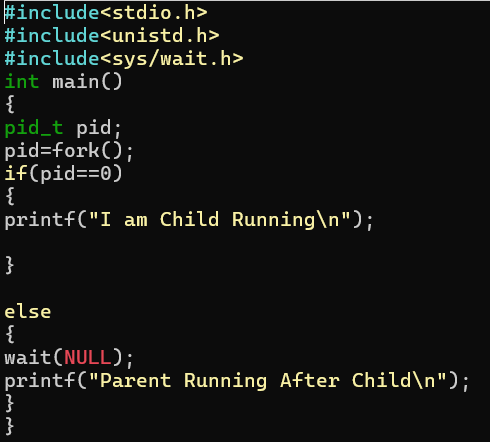 #include<stdio.h>
#include<unistd.h>
#include<sys/wait.h>
int main()
{
pid_t pid;
pid=fork();
if(pid==0)
{
printf("I am Child Running\n");
}
else
{
wait(NULL);
printf("Parent Running After Child\n");
}
}